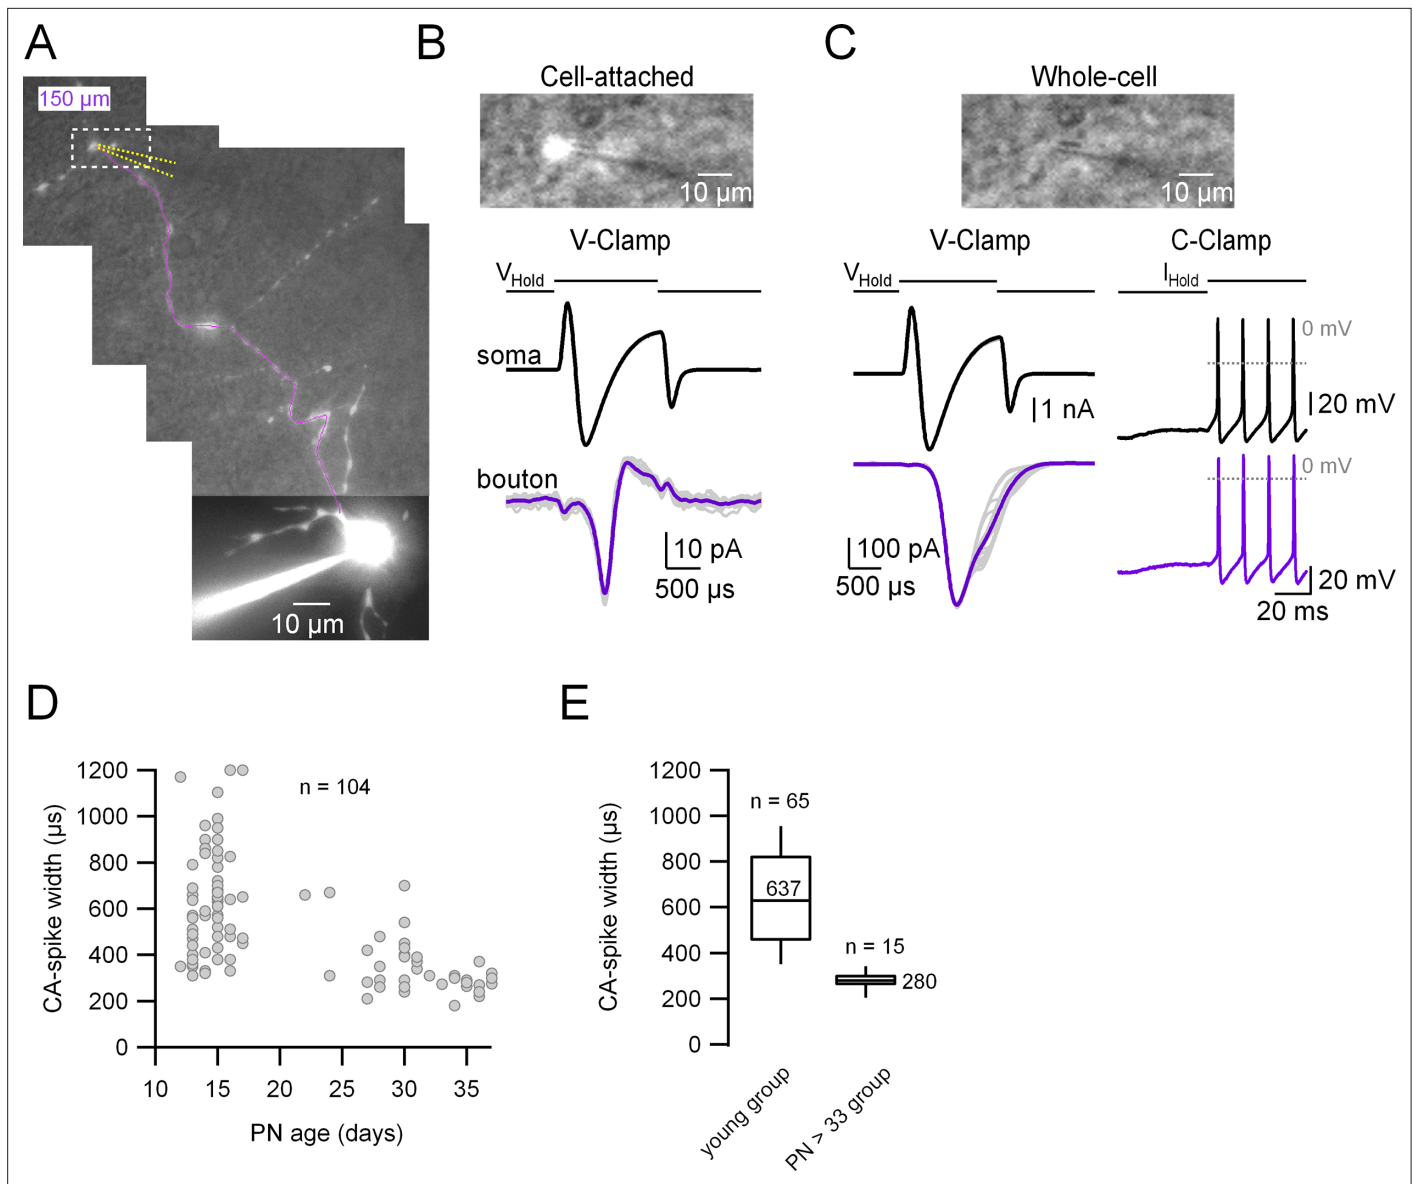 A
150 µm
10 µm
B
Cell-attached
10 µm
V-Clamp
VHold
soma
bouton
10 pA
500 µs
C
Whole-cell
10 µm
V-Clamp
VHold
1 nA
100 pA
500 µs
C-Clamp
IHold
0 mV
20 mV
0 mV
20 mV
20 ms
D
CA-spike width (µs)
1200
1000
800
600
400
200
0
n = 104
10 15 20 25 30 35
PN age (days)
E
CA-spike width (µs)
1200
1000
800
600
400
200
0
n = 65
637
n = 15
280
young group
PN > 33 group